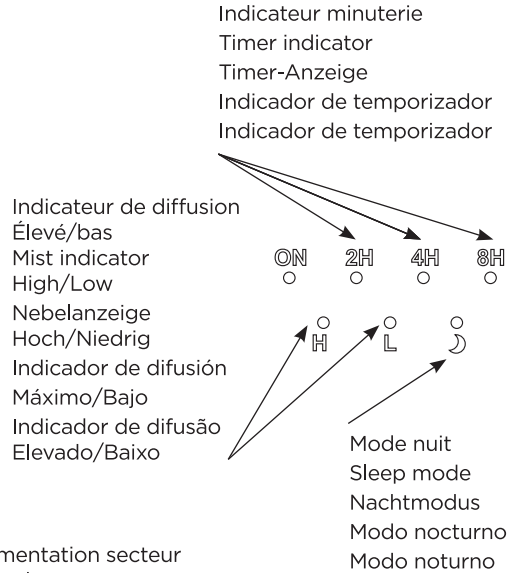 Indicateur minuterie
Timer indicator
Timer-Anzeige
Indicador de temporizador
Indicador de temporizador
Indicateur de diffusion
Élevé/bas
Mist indicator
High/Low
Nebelanzeige
Hoch/Niedrig
Indicador de difusión
Máximo/Bajo
Indicador de difusão
Elevado/Baixo
ON 2H 4H 8H
H L
Mode nuit
Sleep mode
Nachtmodus
Modo nocturno
Modo noturno
mentation secteur